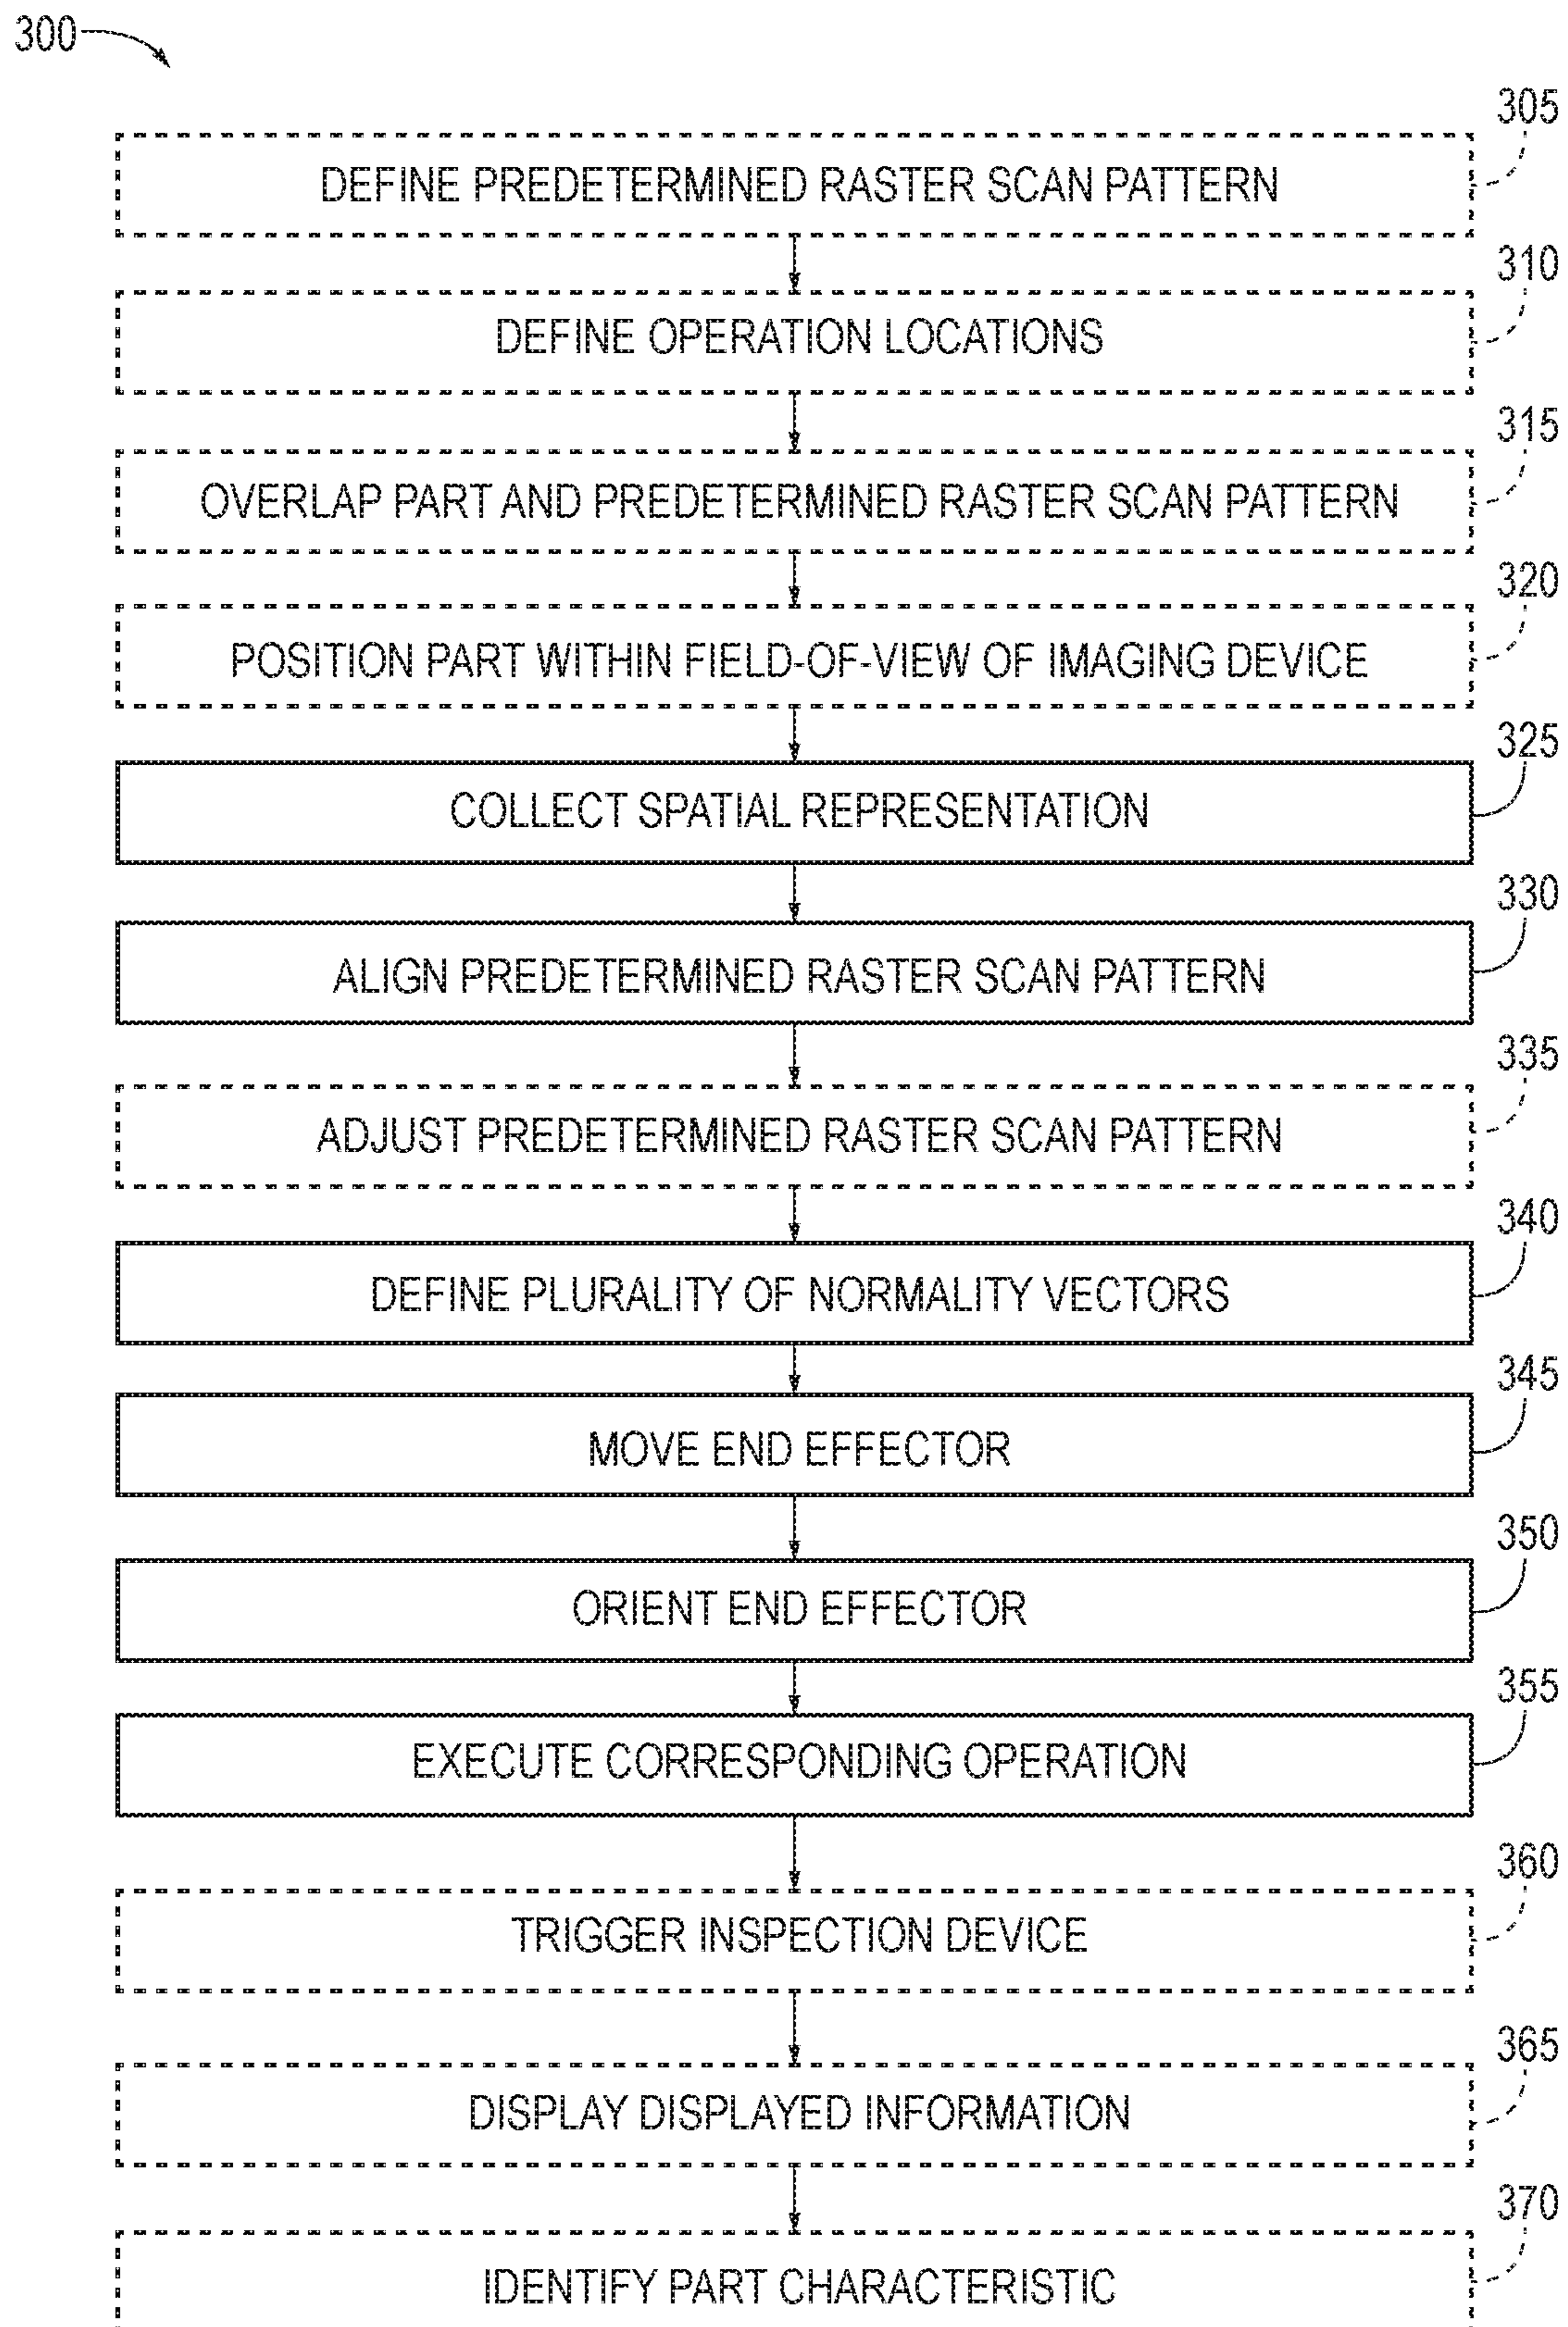 300
305
DEFINE PREDETERMINED RASTER SCAN PATTERN
310
DEFINE OPERATION LOCATIONS
315
OVERLAP PART AND PREDETERMINED RASTER SCAN PATTERN
320
POSITION PART WITHIN FIELD-OF-VIEW OF IMAGING DEVICE
325
COLLECT SPATIAL REPRESENTATION
330
ALIGN PREDETERMINED RASTER SCAN PATTERN
335
ADJUST PREDETERMINED RASTER SCAN PATTERN
340
DEFINE PLURALITY OF NORMALITY VECTORS
345
MOVE END EFFECTOR
350
ORIENT END EFFECTOR
355
EXECUTE CORRESPONDING OPERATION
360
TRIGGER INSPECTION DEVICE
365
DISPLAY DISPLAYED INFORMATION
370
IDENTIFY PART CHARACTERISTIC